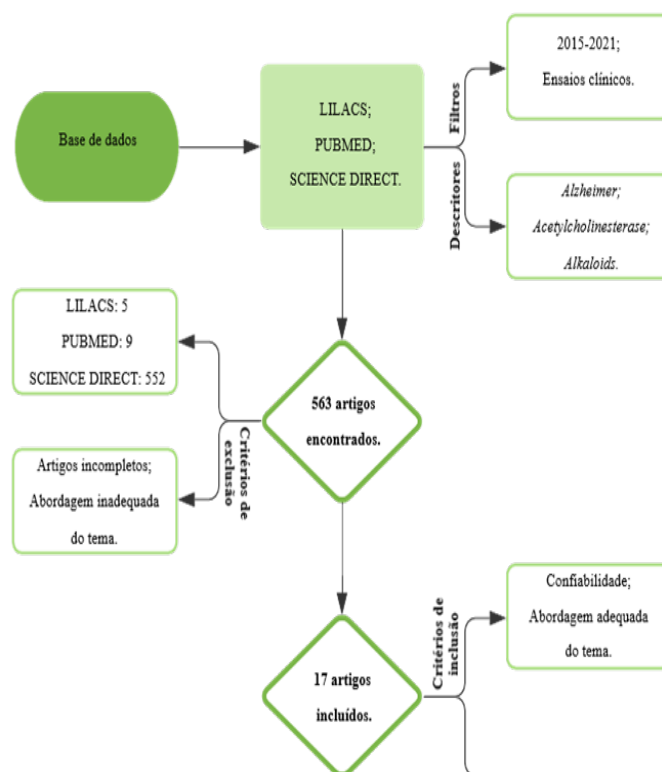 Base de dados
LILACS;
PUBMED;
SCIENCE DIRECT.
Filtros
2015-2021;
Ensaios clínicos.
Descritores
Alzheimer;
Acetylcholinesterase;
Alkaloids.
LILACS: 5
PUBMED: 9
SCIENCE DIRECT: 552
563 artigos
encontrados.
Critérios de
exclusão
Artigos incompletos;
Abordagem inadequada
do tema.
17 artigos
incluídos.
Critérios de
inclusão
Confiabilidade;
Abordagem adequada
do tema.